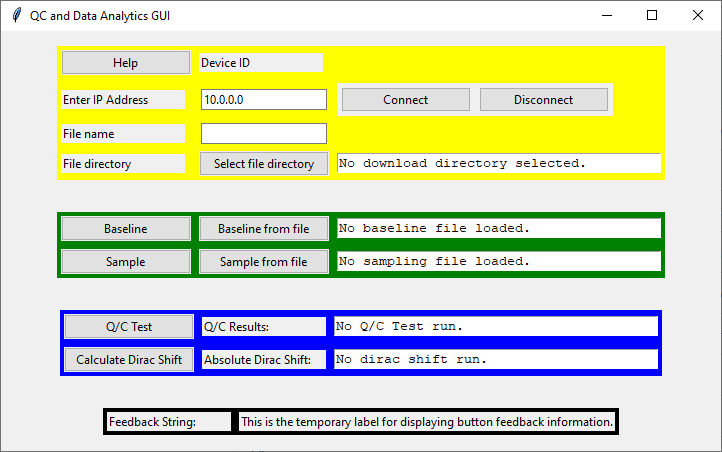 QC and Data Analytics GUI
Help Device ID
Enter IP Address 10.0.0.0 Connect Disconnect
File name
File directory Select file directory No download directory selected.
Baseline Baseline from file No baseline file loaded.
Sample Sample from file No sampling file loaded.
Q/C Test Q/C Results: No Q/C Test run.
Calculate Dirac Shift Absolute Dirac Shift: No dirac shift run.
Feedback String: This is the temporary label for displaying button feedback information.